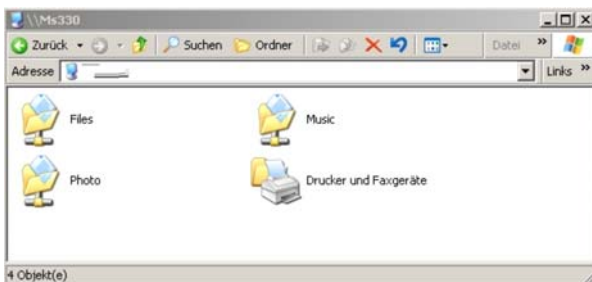 \\Ms330
Zurück Suchen Ordner Datei »
Adresse Links »
Files Music
Photo Drucker und Faxgeräte
4 Objekt(e)